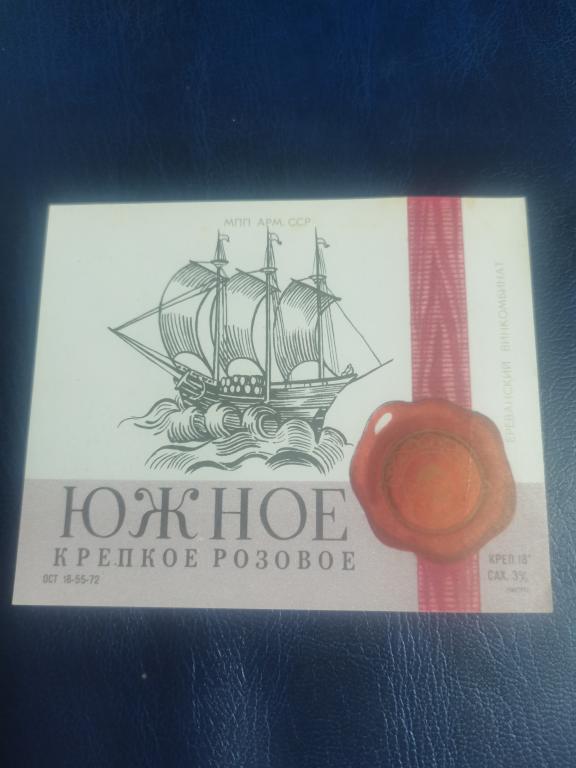 МПП АРМ. ССР
ЕРЕВАНСКИЙ ВИНКОМБИНАТ
ЮЖНОЕ
КРЕПКОЕ РОЗОВОЕ
ОСТ 18-55-72
КРЕП. 18°
САХ. 3%